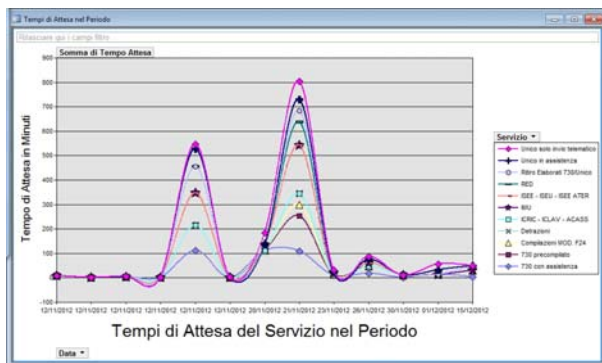 Tempi di Attesa nel Periodo
Rilasciare qui i campi filtro
Somma di Tempo Attesa
900
800
700
600
500
400
300
200
100
0
-100
Tempo di Attesa in Minuti
12/11/2012 12/11/2012 12/11/2012 12/11/2012 12/11/2012 12/11/2012 20/11/2012 21/11/2012 23/11/2012 28/11/2012 30/11/2012 01/12/2012 15/12/2012
Tempi di Attesa del Servizio nel Periodo
Data
Servizio
Unico solo invio telematico
Unico in assistenza
Ritiro Elaborati 730/Unico
RED
ISEE - ISEU - ISEE ATER
IMU
ICRIC - ICLAV - ACASS
Detrazioni
Compilazioni MOD. F24
730 precompilato
730 con assistenza